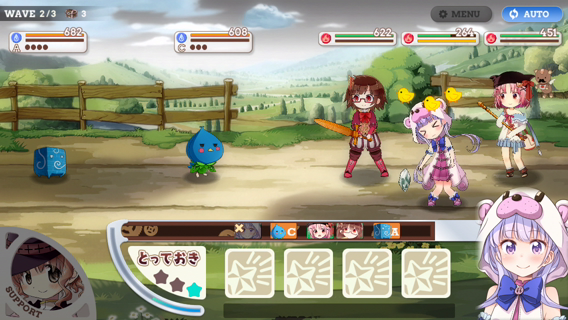 WAVE 2/3 3
MENU
AUTO
682
A
608
C
622
264
451
C
A
とっておき
SUPPORT